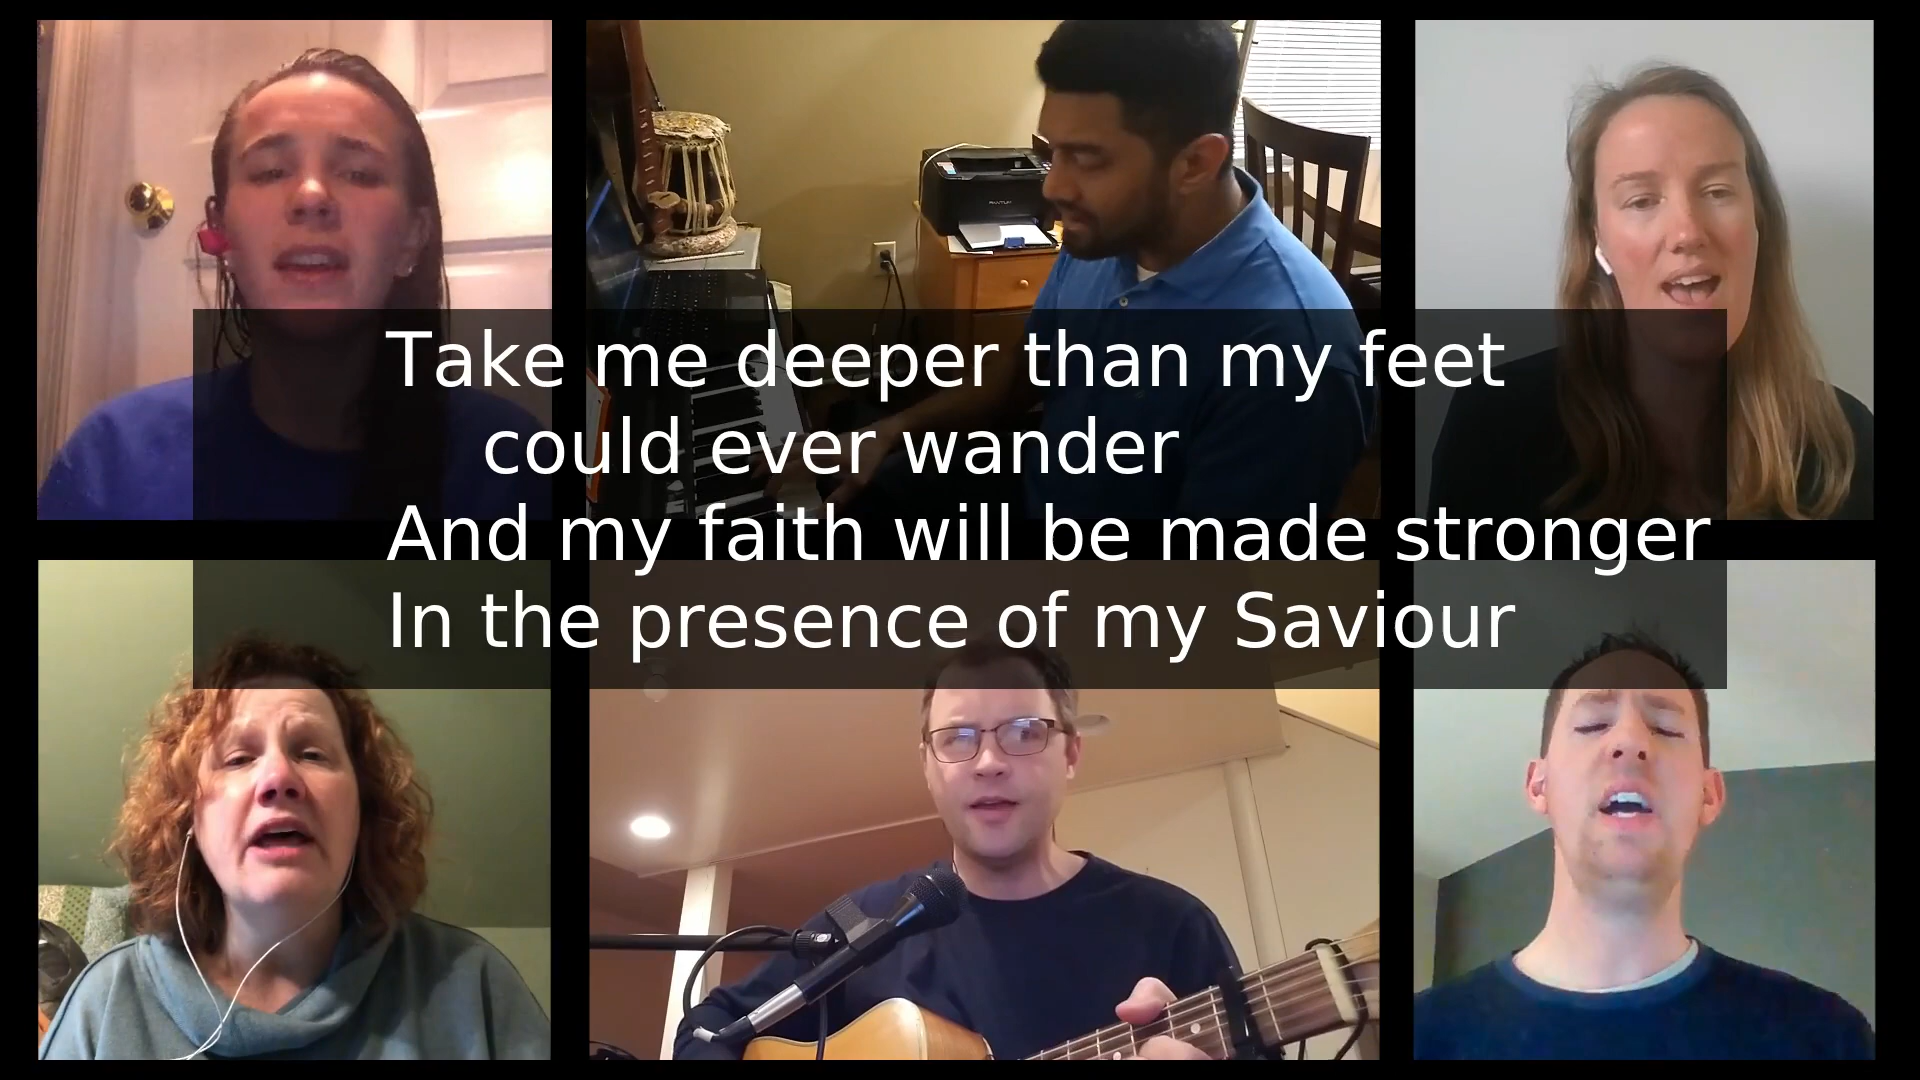 Take me deeper than my feet
could ever wander
And my faith will be made stronger
In the presence of my Saviour